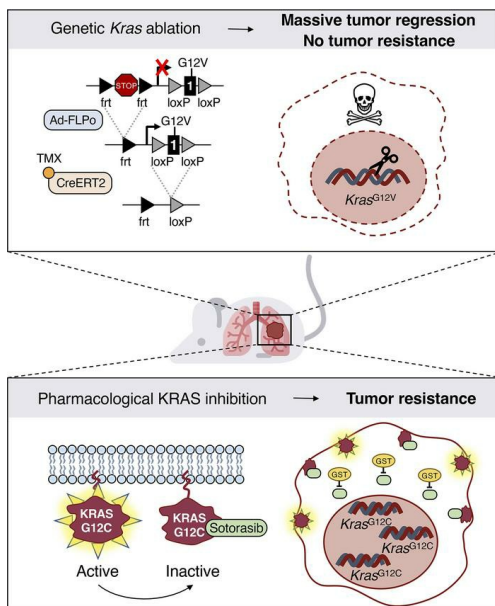 Genetic Kras ablation
Massive tumor regression
No tumor resistance
G12V
STOP
1
frt
frt
loxP
loxP
Ad-FLPo
G12V
1
frt
loxP
loxP
TMX
CreERT2
frt
loxP
KrasG12V
Pharmacological KRAS inhibition
Tumor resistance
KRAS
G12C
KRAS
G12C
Sotorasib
Active
Inactive
GST
GST
GST
KrasG12C
KrasG12C
KrasG12C